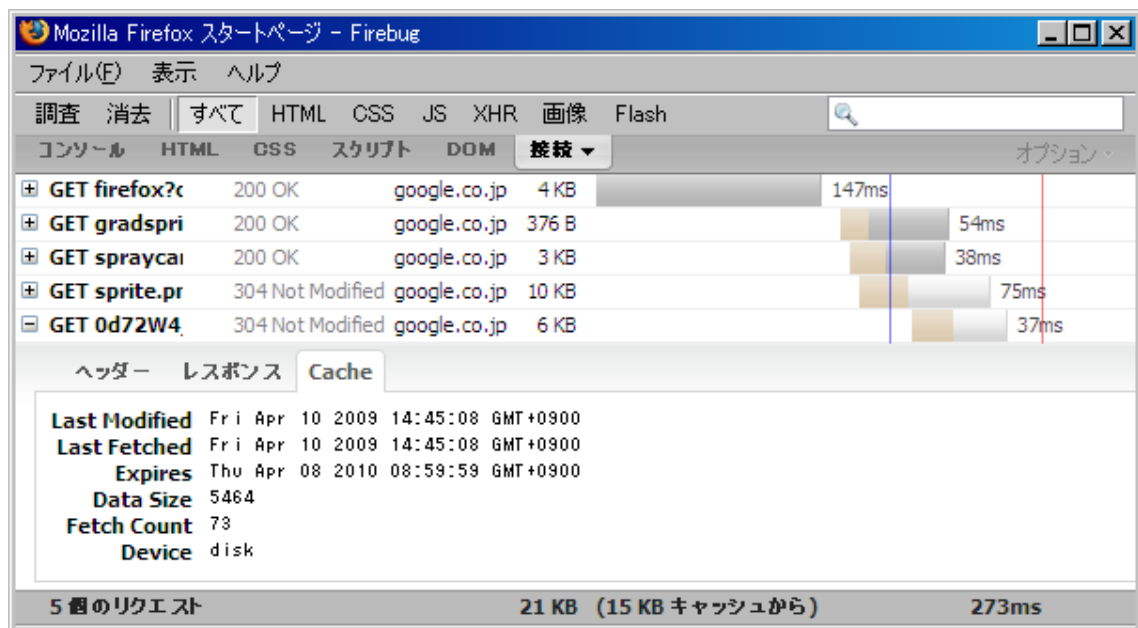 Mozilla Firefox スタートページ - Firebug
ファイル(F) 表示 ヘルプ
調査 消去 すべて HTML CSS JS XHR 画像 Flash
コンソール HTML CSS スクリプト DOM 接続 オプション
GET firefox?c 200 OK google.co.jp 4 KB 147ms
GET gradspri 200 OK google.co.jp 376 B 54ms
GET spraycar 200 OK google.co.jp 3 KB 38ms
GET sprite.pr 304 Not Modified google.co.jp 10 KB 75ms
GET 0d72W4 304 Not Modified google.co.jp 6 KB 37ms
ヘッダー レスポンス Cache
Last Modified Fri Apr 10 2009 14:45:08 GMT+0900
Last Fetched Fri Apr 10 2009 14:45:08 GMT+0900
Expires Thu Apr 08 2010 08:59:59 GMT+0900
Data Size 5464
Fetch Count 73
Device disk
5 個のリクエスト 21 KB (15 KB キャッシュから) 273ms